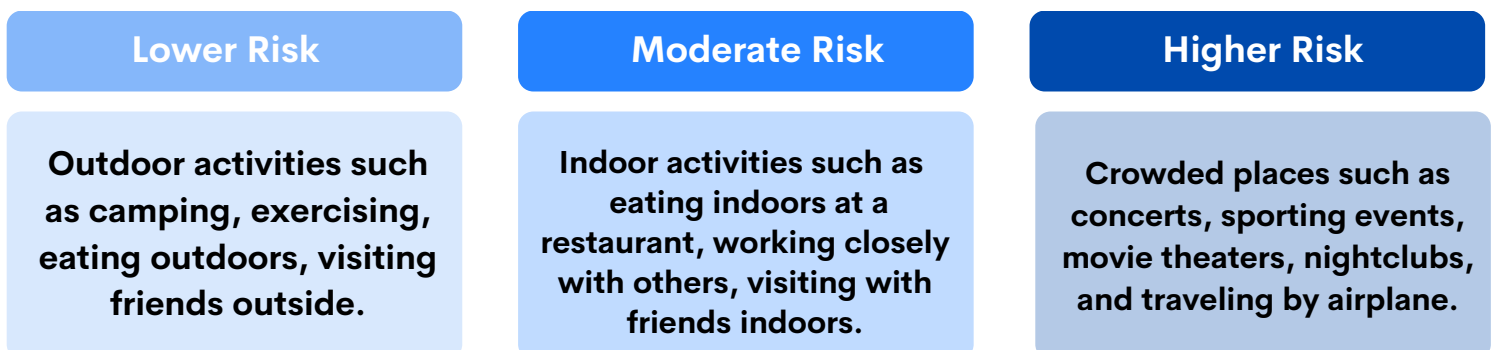 Lower Risk
Outdoor activities such
as camping, exercising,
eating outdoors, visiting
friends outside.
Moderate Risk
Indoor activities such as
eating indoors at a
restaurant, working closely
with others, visiting with
friends indoors.
Higher Risk
Crowded places such as
concerts, sporting events,
movie theaters, nightclubs,
and traveling by airplane.